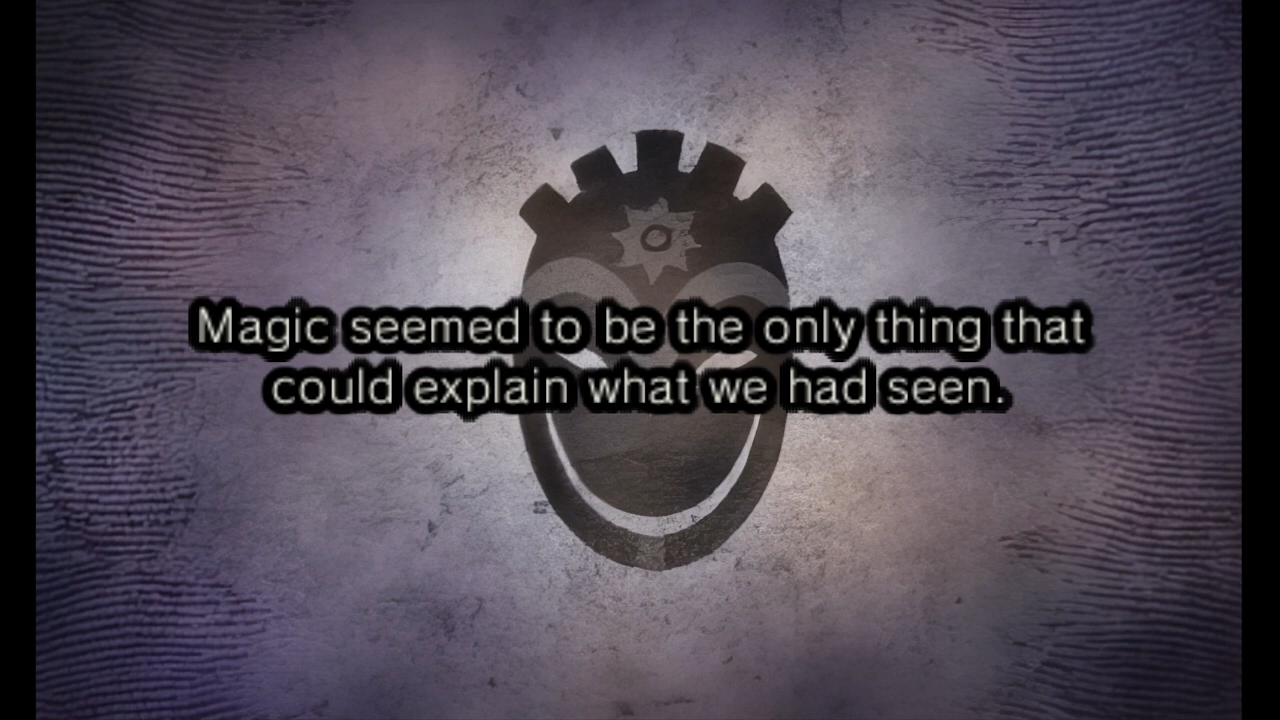 Magic seemed to be the only thing that
could explain what we had seen.